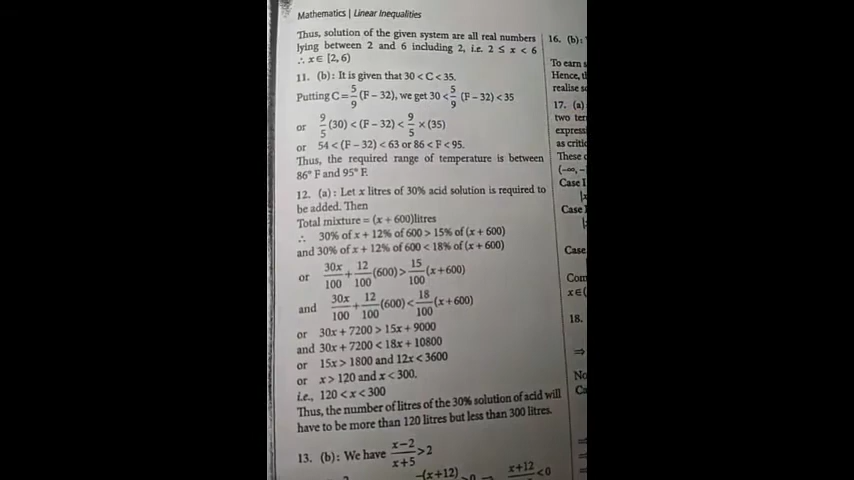 Mathematics | Linear Inequalities
Thus, solution of the given system are all real numbers
lying between 2 and 6 including 2, i.e. 2 ≤ x < 6
∴ x ∈ [2, 6)
11. (b): It is given that 30 < C < 35.
Putting C = 5/9 (F – 32), we get 30 < 5/9 (F – 32) < 35
or 9/5 (30) < (F – 32) < 9/5 × (35)
or 54 < (F – 32) < 63 or 86 < F < 95.
Thus, the required range of temperature is between
86° F and 95° F.
12. (a) : Let x litres of 30% acid solution is required to
be added. Then
Total mixture = (x + 600)litres
∴ 30% of x + 12% of 600 > 15% of (x + 600)
and 30% of x + 12% of 600 < 18% of (x + 600)
or 30x/100 + 12/100 (600) > 15/100 (x + 600)
and 30x/100 + 12/100 (600) < 18/100 (x + 600)
or 30x + 7200 > 15x + 9000
and 30x + 7200 < 18x + 10800
or 15x > 1800 and 12x < 3600
or x > 120 and x < 300.
i.e., 120 < x < 300
Thus, the number of litres of the 30% solution of acid will
have to be more than 120 litres but less than 300 litres.
13. (b) : We have x–2/x+5 > 2
–(x+12) >0 x+12 <0
16. (b) :
To earn s
Hence, th
realise so
17. (a)
two ter
express
as critic
These
(–∞, –
Case I
|x
Case
Case
Com
x ∈ (
18.
⇒
No
Ca
⇒
⇒